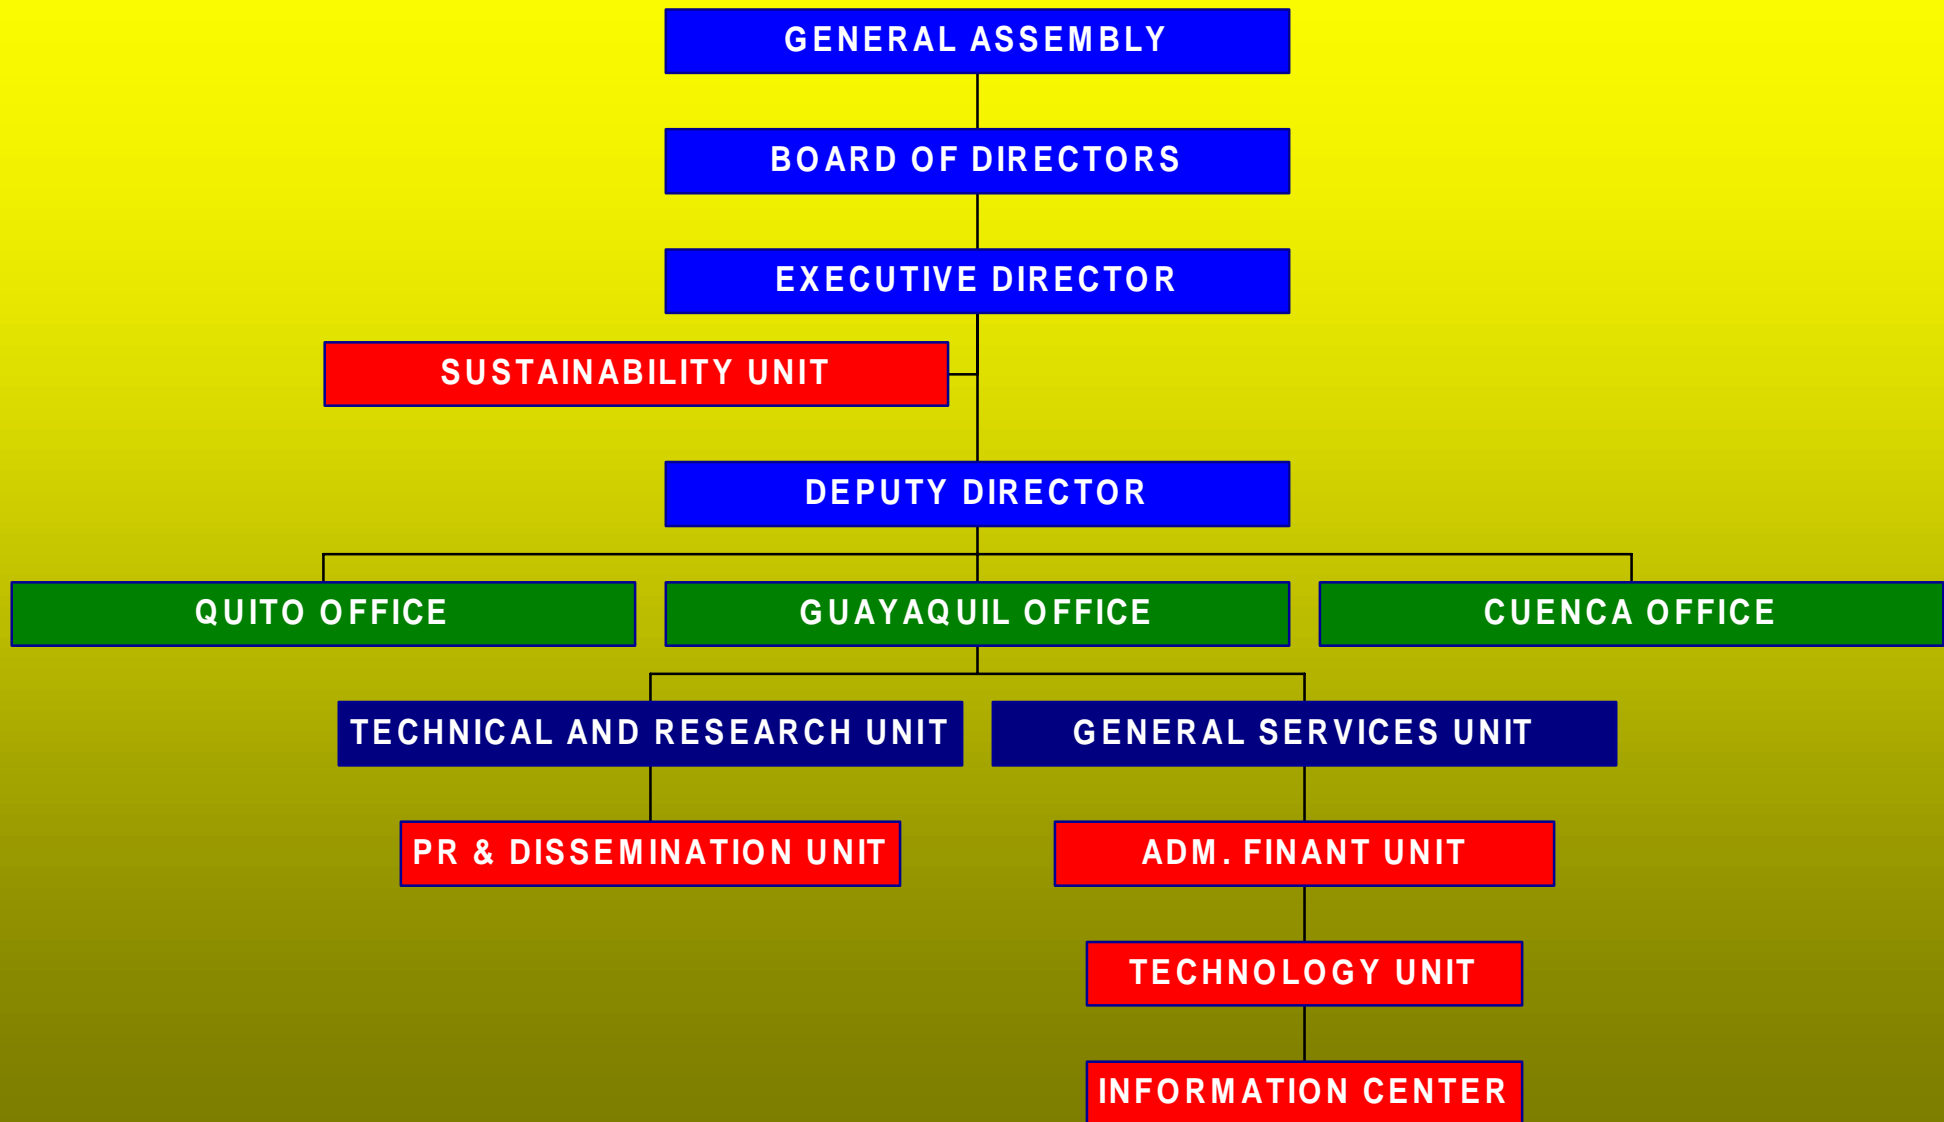 GENERAL ASSEMBLY
BOARD OF DIRECTORS
EXECUTIVE DIRECTOR
SUSTAINABILITY UNIT
DEPUTY DIRECTOR
QUITO OFFICE
GUAYAQUIL OFFICE
CUENCA OFFICE
TECHNICAL AND RESEARCH UNIT
GENERAL SERVICES UNIT
PR & DISSEMINATION UNIT
ADM. FINANT UNIT
TECHNOLOGY UNIT
INFORMATION CENTER